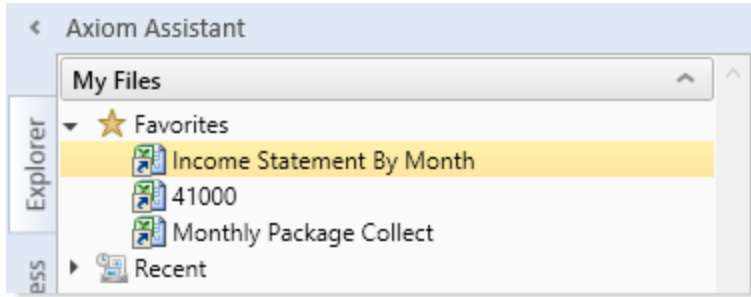 Axiom Assistant
My Files
Explorer
Favorites
Income Statement By Month
41000
Monthly Package Collect
Recent
ess